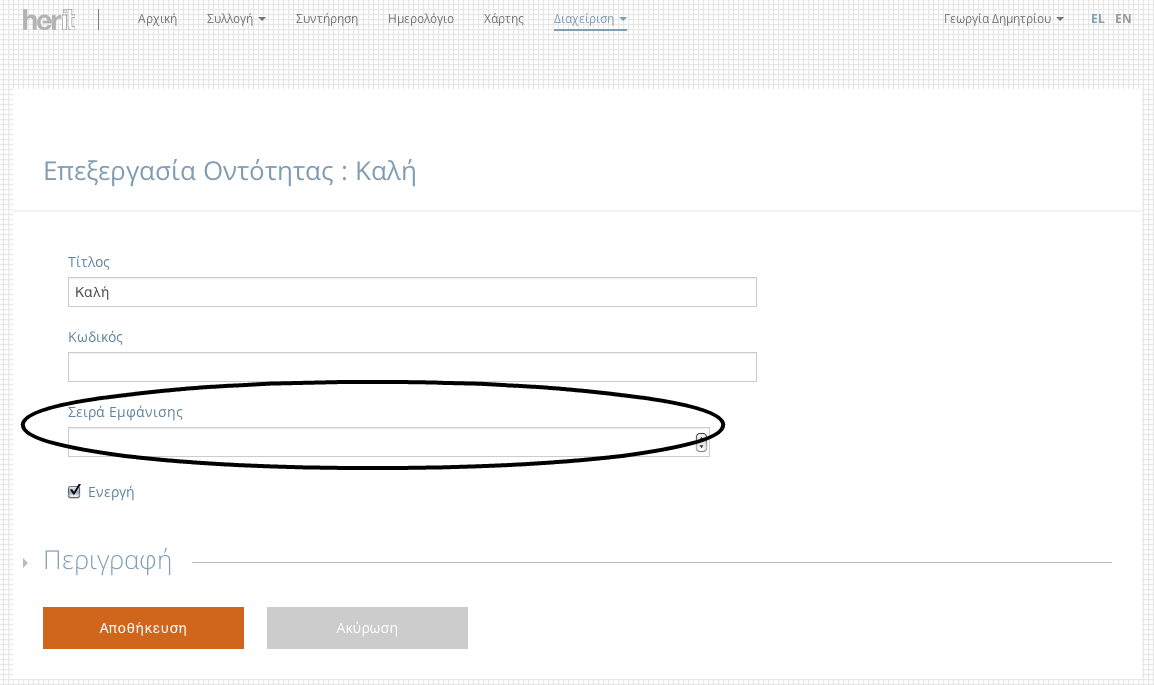 herit Αρχική Συλλογή Συντήρηση Ημερολόγιο Χάρτης Διαχείριση Γεωργία Δημητρίου EL EN
Επεξεργασία Οντότητας : Καλή
Τίτλος
Καλή
Κωδικός
Σειρά Εμφάνισης
Ενεργή
Περιγραφή
Αποθήκευση Ακύρωση